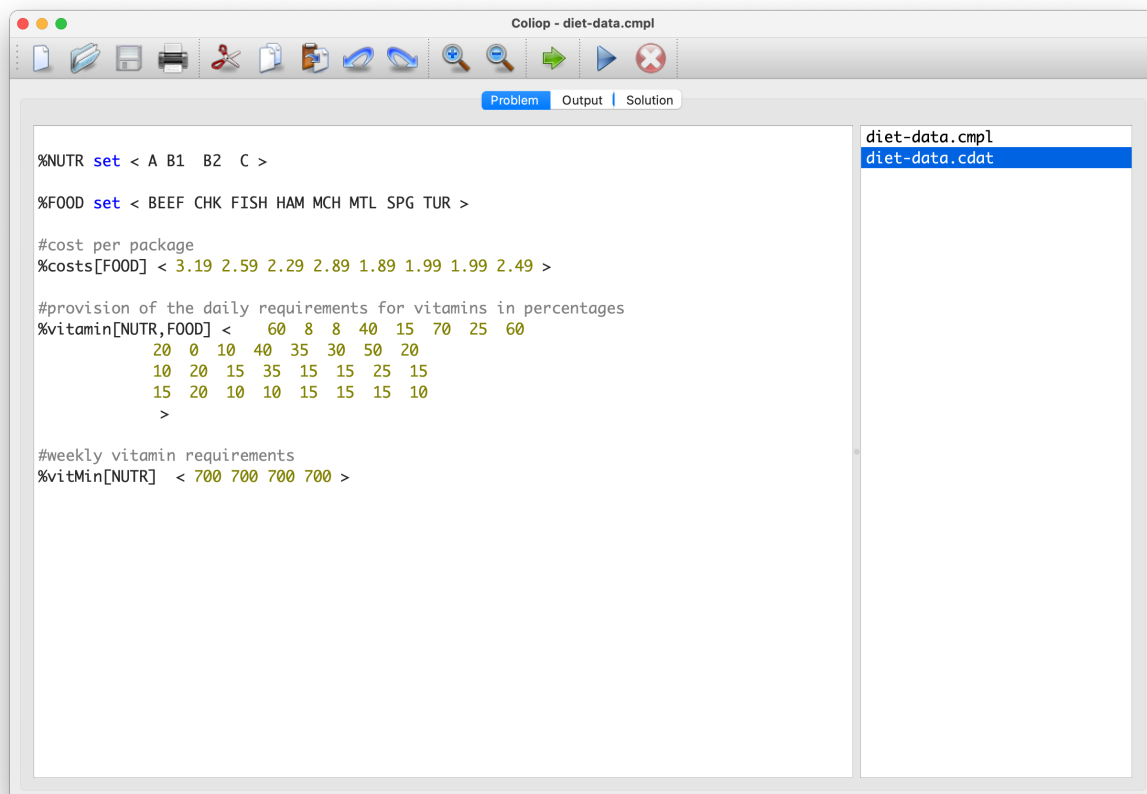 Coliop - diet-data.cmpl
Problem Output Solution
%NUTR set < A B1  B2  C >
%FOOD set < BEEF CHK FISH HAM MCH MTL SPG TUR >
#cost per package
%costs[FOOD] < 3.19 2.59 2.29 2.89 1.89 1.99 1.99 2.49 >
#provision of the daily requirements for vitamins in percentages
%vitamin[NUTR,FOOD] <    60  8  8  40  15  70  25  60
20  0  10  40  35  30  50  20
10  20  15  35  15  15  25  15
15  20  10  10  15  15  15  10
>
#weekly vitamin requirements
%vitMin[NUTR]  < 700 700 700 700 >
diet-data.cmpl
diet-data.cdat